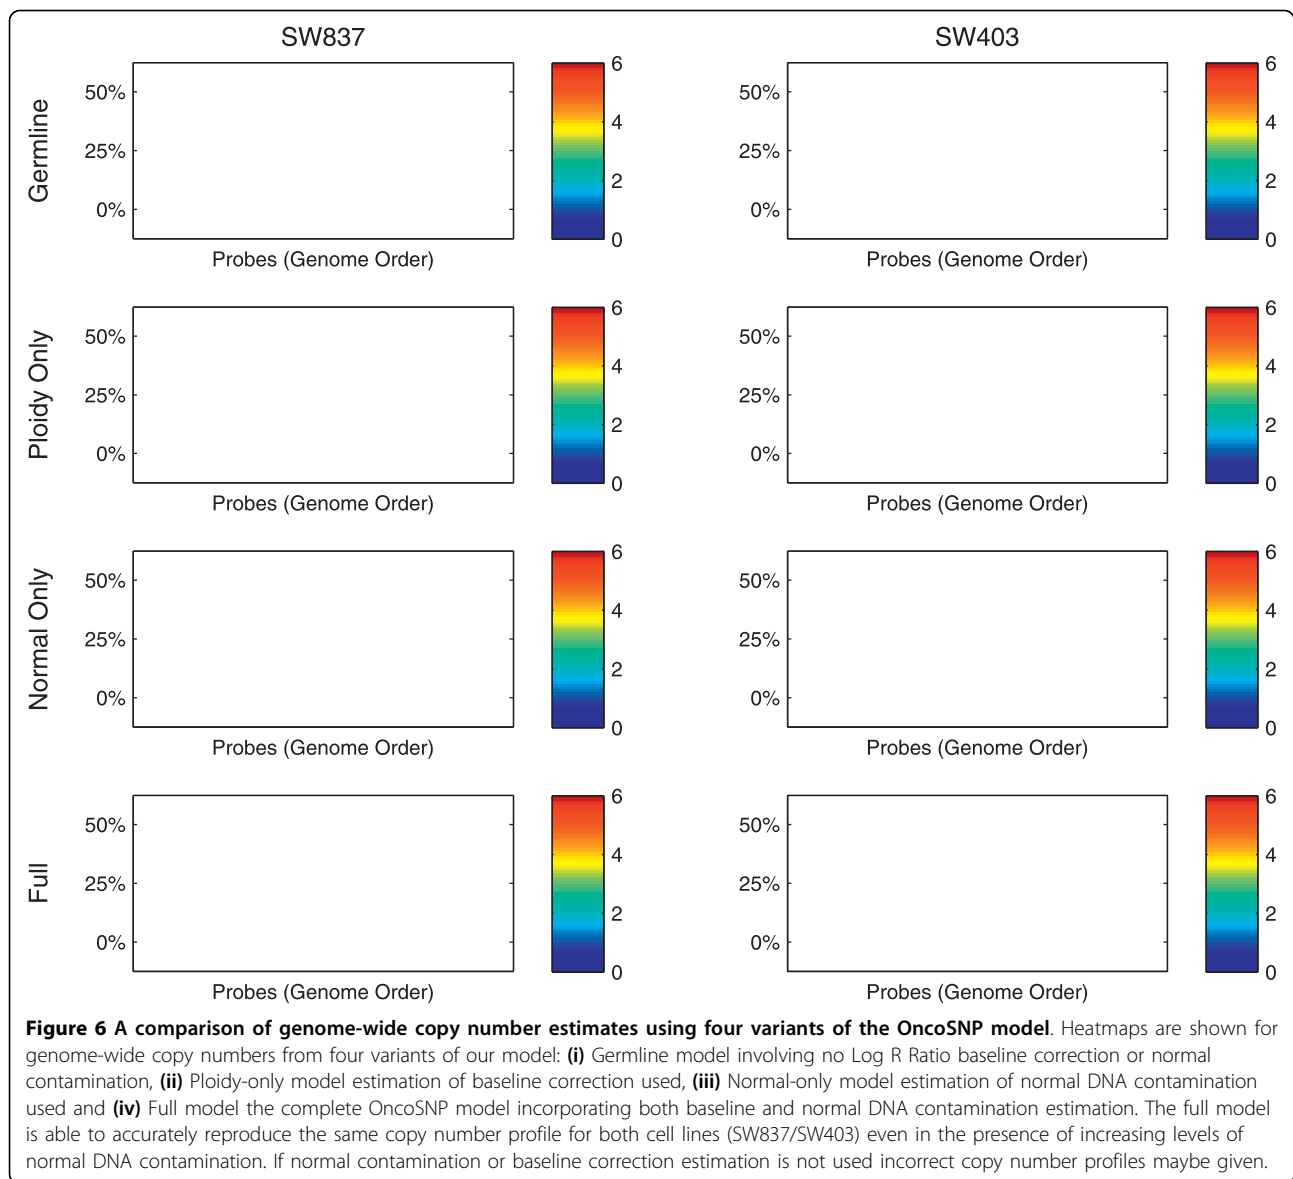 SW837 SW403
Germline
50% 6 50% 6
4 4
25% 25%
2 2
0% 0%
0 0
Probes (Genome Order) Probes (Genome Order)
Ploidy Only
50% 6 50% 6
4 4
25% 25%
2 2
0% 0%
0 0
Probes (Genome Order) Probes (Genome Order)
Normal Only
50% 6 50% 6
4 4
25% 25%
2 2
0% 0%
0 0
Probes (Genome Order) Probes (Genome Order)
Full
50% 6 50% 6
4 4
25% 25%
2 2
0% 0%
0 0
Probes (Genome Order) Probes (Genome Order)
Figure 6 A comparison of genome-wide copy number estimates using four variants of the OncoSNP model. Heatmaps are shown for
genome-wide copy numbers from four variants of our model: (i) Germline model involving no Log R Ratio baseline correction or normal
contamination, (ii) Ploidy-only model estimation of baseline correction used, (iii) Normal-only model estimation of normal DNA contamination
used and (iv) Full model the complete OncoSNP model incorporating both baseline and normal DNA contamination estimation. The full model
is able to accurately reproduce the same copy number profile for both cell lines (SW837/SW403) even in the presence of increasing levels of
normal DNA contamination. If normal contamination or baseline correction estimation is not used incorrect copy number profiles maybe given.